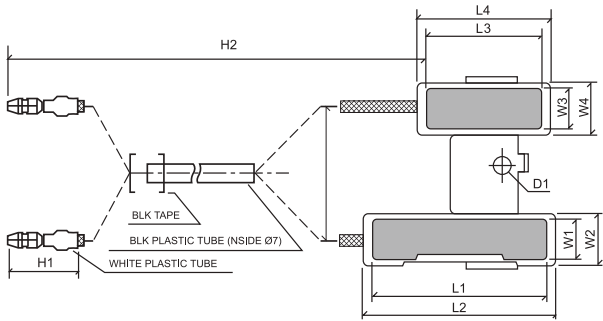 L4
L3
H2
W3
W4
D1
BLK TAPE
BLK PLASTIC TUBE (NSIDE Ø7)
WHITE PLASTIC TUBE
H1
W1
W2
L1
L2